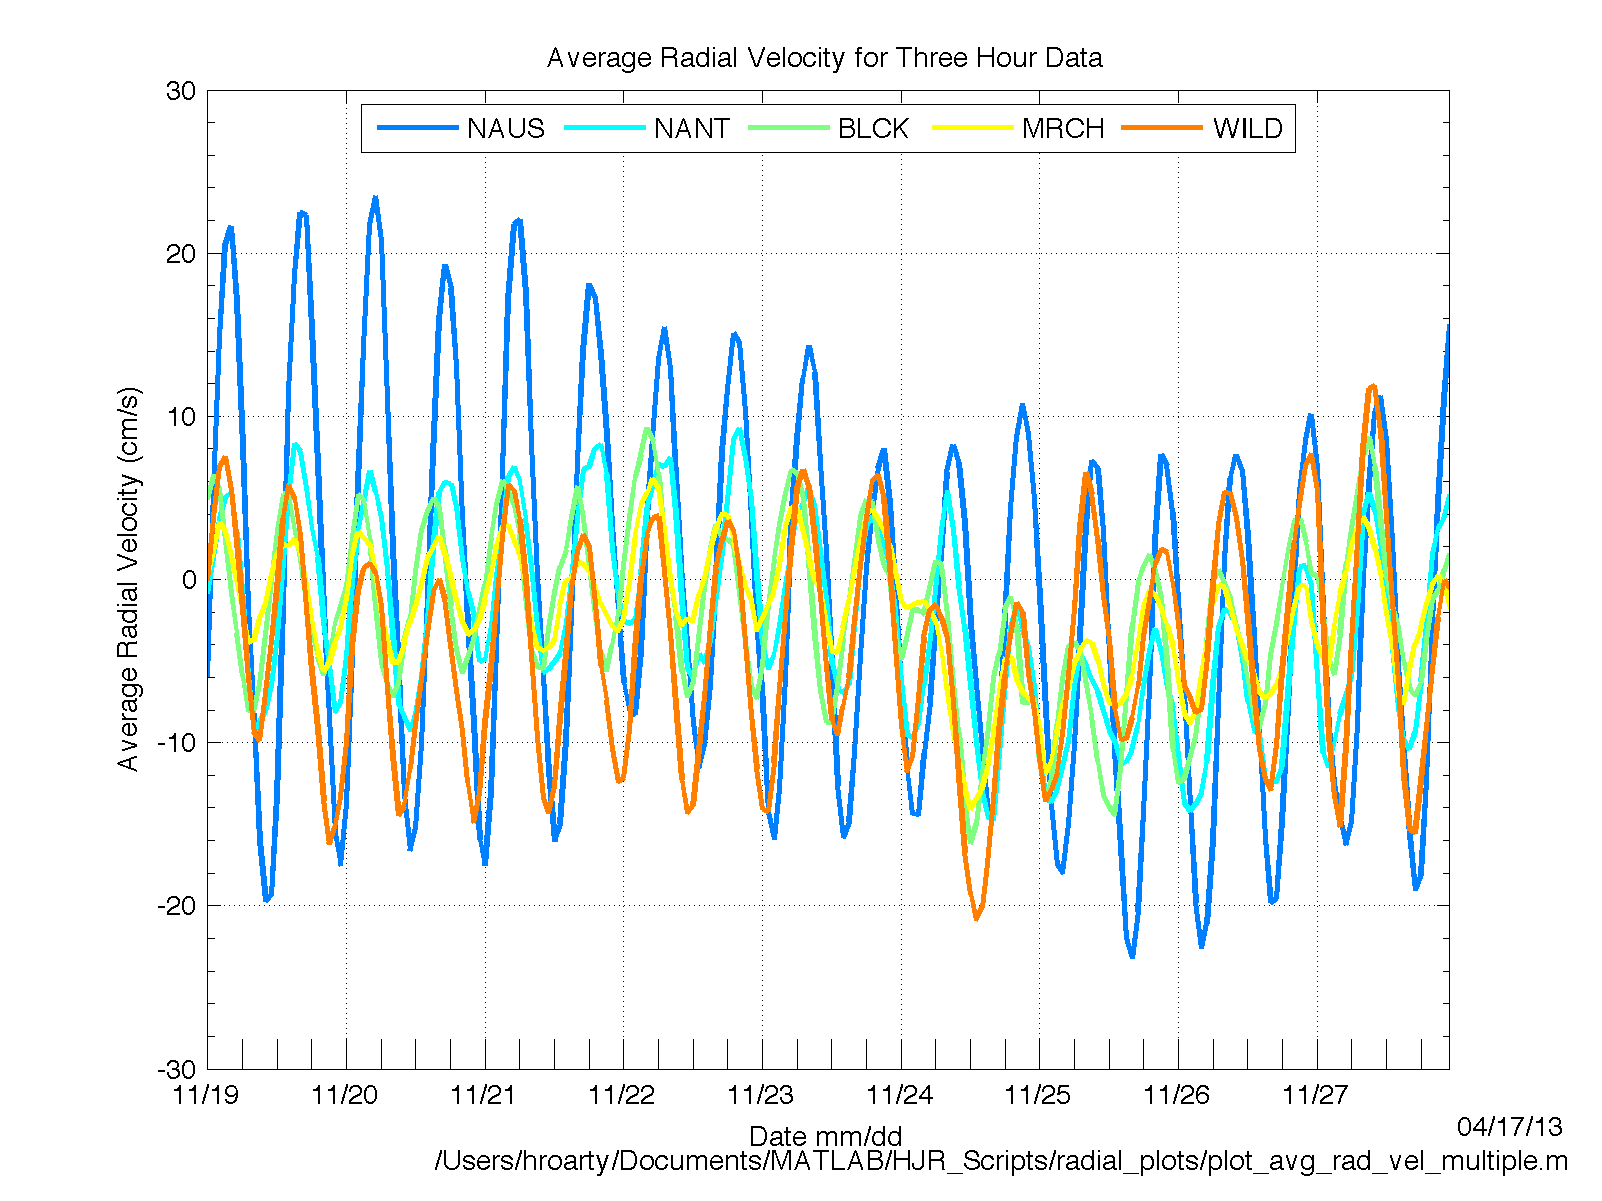 Average Radial Velocity for Three Hour Data
30
NAUS NANT BLCK MRCH WILD
20
10
0
-10
-20
-30
Average Radial Velocity (cm/s)
11/19 11/20 11/21 11/22 11/23 11/24 11/25 11/26 11/27
Date mm/dd
04/17/13
/Users/hroarty/Documents/MATLAB/HJR_Scripts/radial_plots/plot_avg_rad_vel_multiple.m